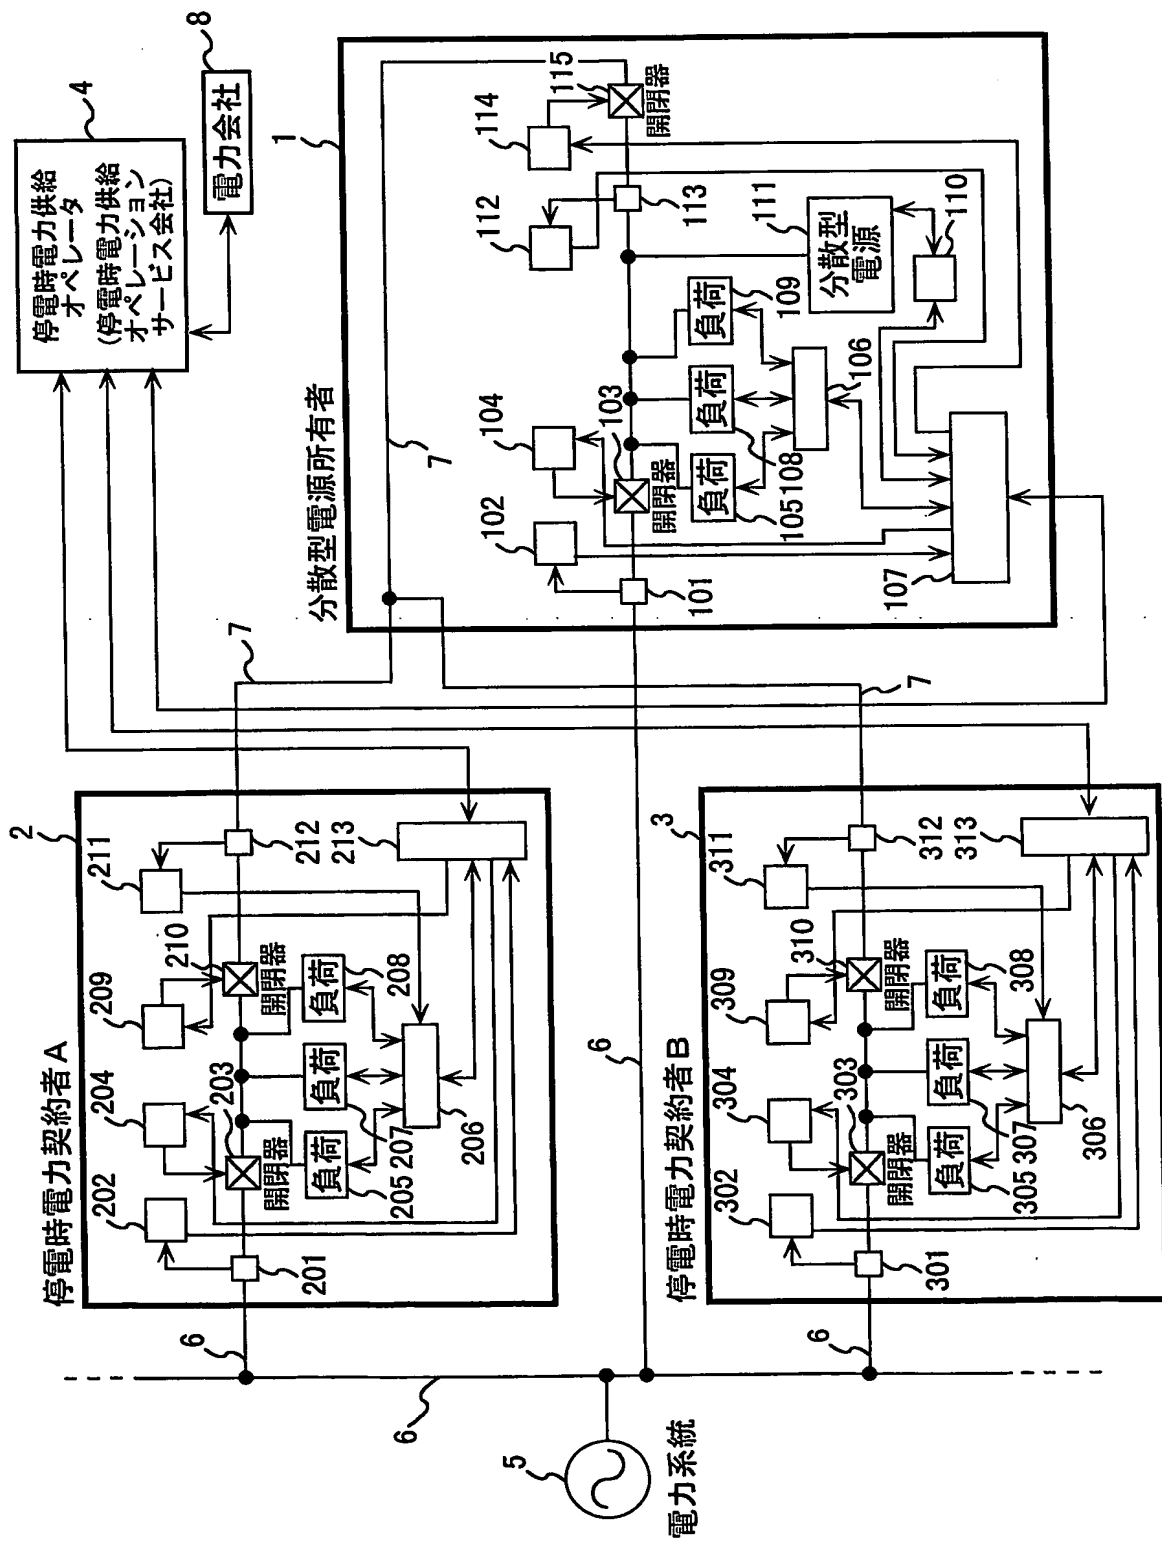 停電時電力供給
オペレータ
(停電時電力供給
オペレーション
サービス会社)
4
電力会社
8
分散型電源所有者
1
101
102
開閉器
103
104
負荷
105
106
107
負荷
108
負荷
109
110
分散型
電源
111
112
113
114
開閉器
115
7
7
7
停電時電力契約者A
2
201
202
開閉器
203
204
負荷
205
206
負荷
207
負荷
208
209
開閉器
210
211
212
213
停電時電力契約者B
3
301
302
開閉器
303
304
負荷
305
306
負荷
307
負荷
308
309
開閉器
310
311
312
313
6
6
6
6
5
電力系統